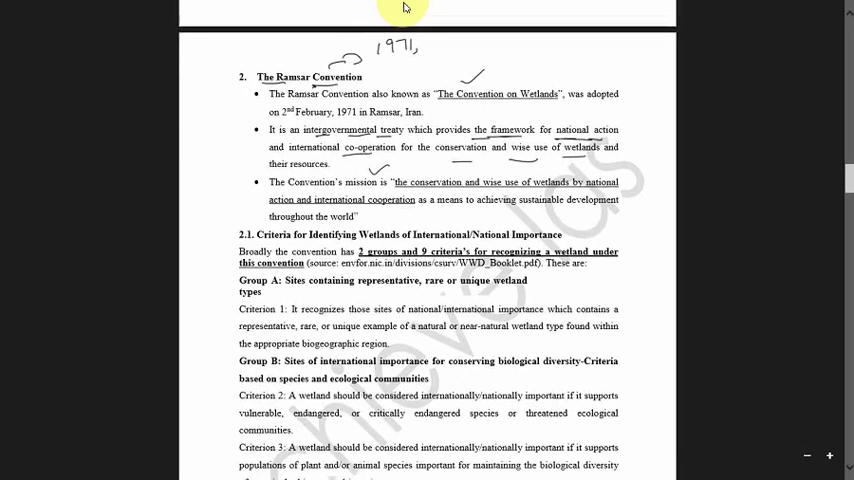 1971,
2. The Ramsar Convention
• The Ramsar Convention also known as "The Convention on Wetlands", was adopted
on 2nd February, 1971 in Ramsar, Iran.
• It is an intergovernmental treaty which provides the framework for national action
and international co-operation for the conservation and wise use of wetlands and
their resources.
• The Convention's mission is "the conservation and wise use of wetlands by national
action and international cooperation as a means to achieving sustainable development
throughout the world"
2.1. Criteria for Identifying Wetlands of International/National Importance
Broadly the convention has 2 groups and 9 criteria's for recognizing a wetland under
this convention (source: envfor.nic.in/divisions/csurv/WWD_Booklet.pdf). These are:
Group A: Sites containing representative, rare or unique wetland
types
Criterion 1: It recognizes those sites of national/international importance which contains a
representative, rare, or unique example of a natural or near-natural wetland type found within
the appropriate biogeographic region.
Group B: Sites of international importance for conserving biological diversity-Criteria
based on species and ecological communities
Criterion 2: A wetland should be considered internationally/nationally important if it supports
vulnerable, endangered, or critically endangered species or threatened ecological
communities.
Criterion 3: A wetland should be considered internationally/nationally important if it supports
populations of plant and/or animal species important for maintaining the biological diversity
chieve ias